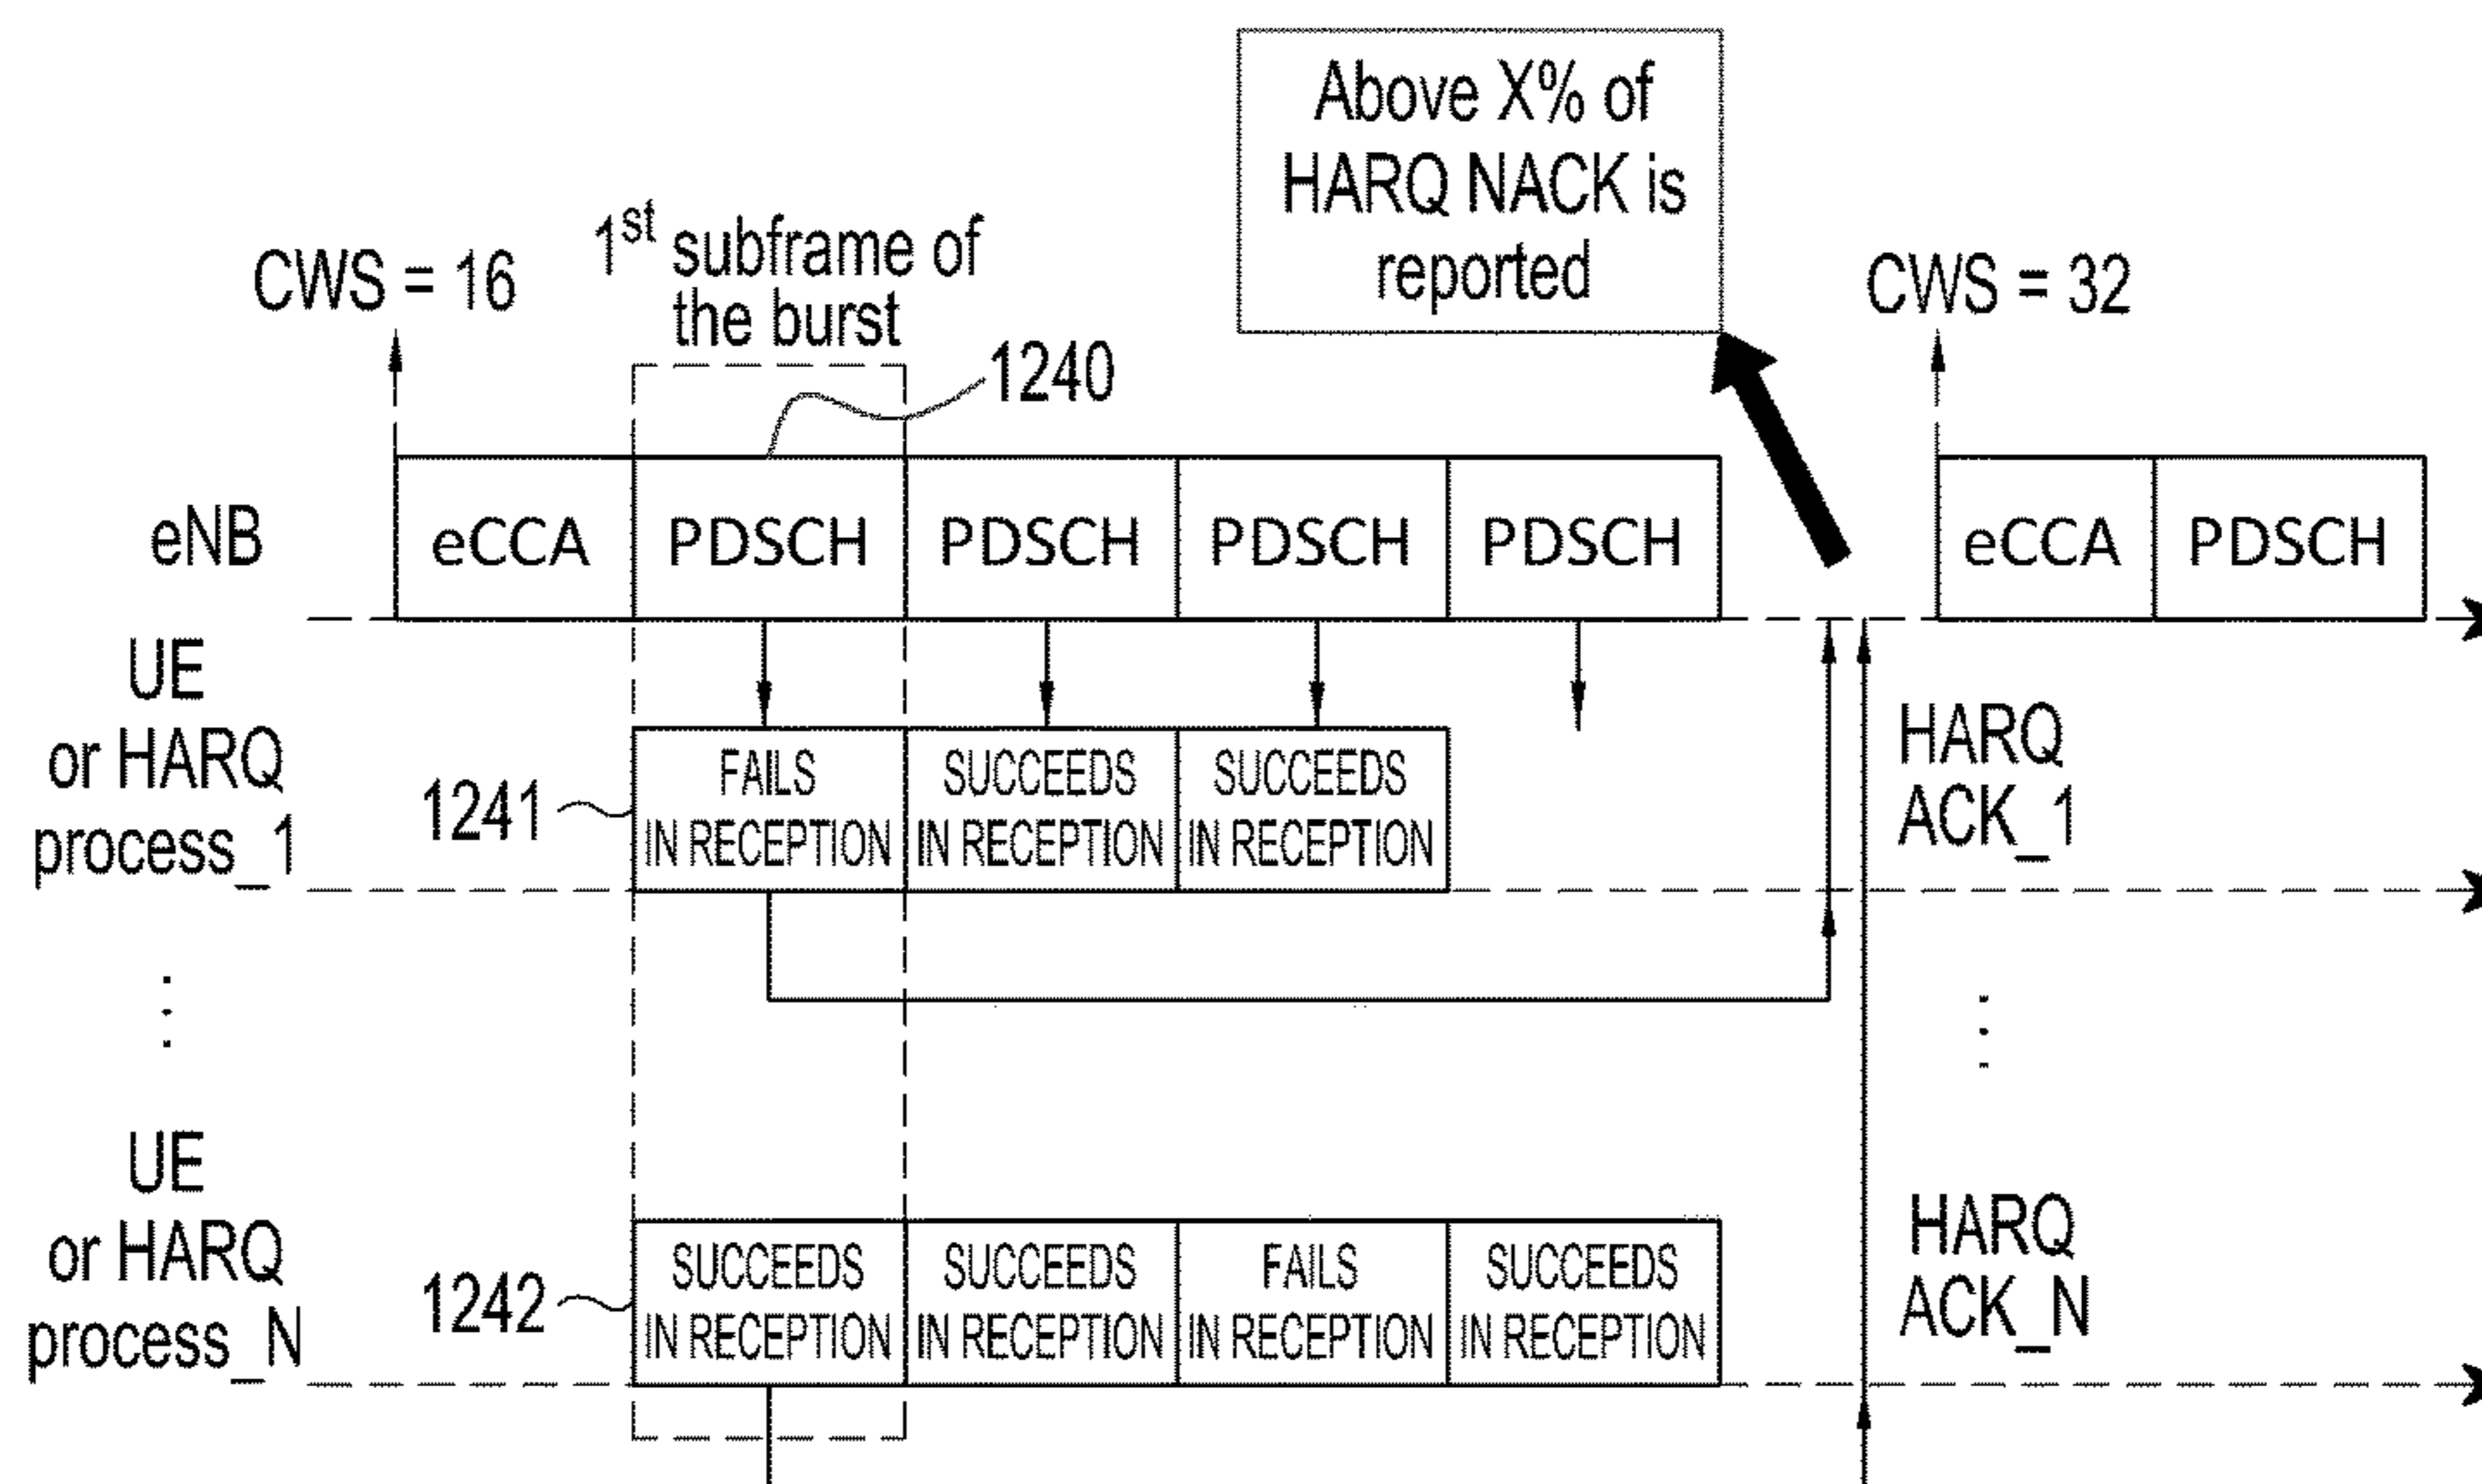 Above X% of
HARQ NACK is
reported
CWS = 16
1st subframe of
the burst
CWS = 32
1240
eNB
eCCA
PDSCH
PDSCH
PDSCH
PDSCH
eCCA
PDSCH
UE
or HARQ
process_1
1241
FAILS
IN RECEPTION
SUCCEEDS
IN RECEPTION
SUCCEEDS
IN RECEPTION
HARQ
ACK_1
UE
or HARQ
process_N
1242
SUCCEEDS
IN RECEPTION
SUCCEEDS
IN RECEPTION
FAILS
IN RECEPTION
SUCCEEDS
IN RECEPTION
HARQ
ACK_N